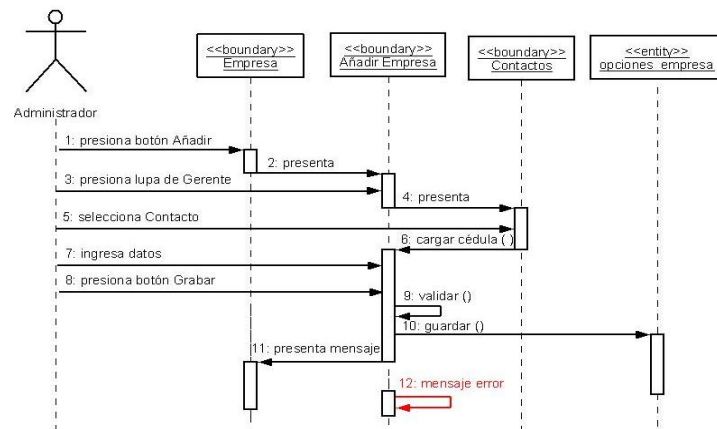 <<boundary>>
Empresa
<<boundary>>
Añadir Empresa
<<boundary>>
Contactos
<<entity>>
opciones_empresa
Administrador
1: presiona botón Añadir
2: presenta
3: presiona lupa de Gerente
4: presenta
5: selecciona Contacto
6: cargar cédula ( )
7: ingresa datos
8: presiona botón Grabar
9: validar ()
10: guardar ()
11: presenta mensaje
12: mensaje error